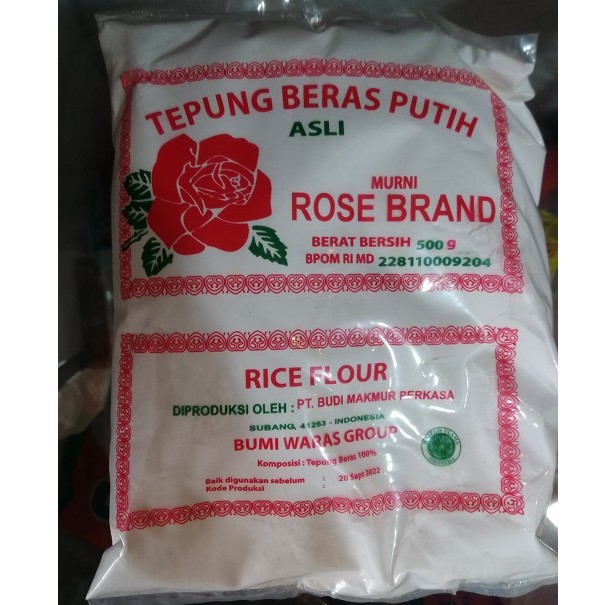 TEPUNG BERAS PUTIH
ASLI
MURNI
ROSE BRAND
BERAT BERSIH 500 g
BPOM RI MD 228110009204
RICE FLOUR
DIPRODUKSI OLEH : PT. BUDI MAKMUR PERKASA
SUBANG, 41263 - INDONESIA
BUMI WARAS GROUP
Komposisi : Tepung Beras 100%
Baik digunakan sebelum : 20 Sept 2022
Kode Produksi :